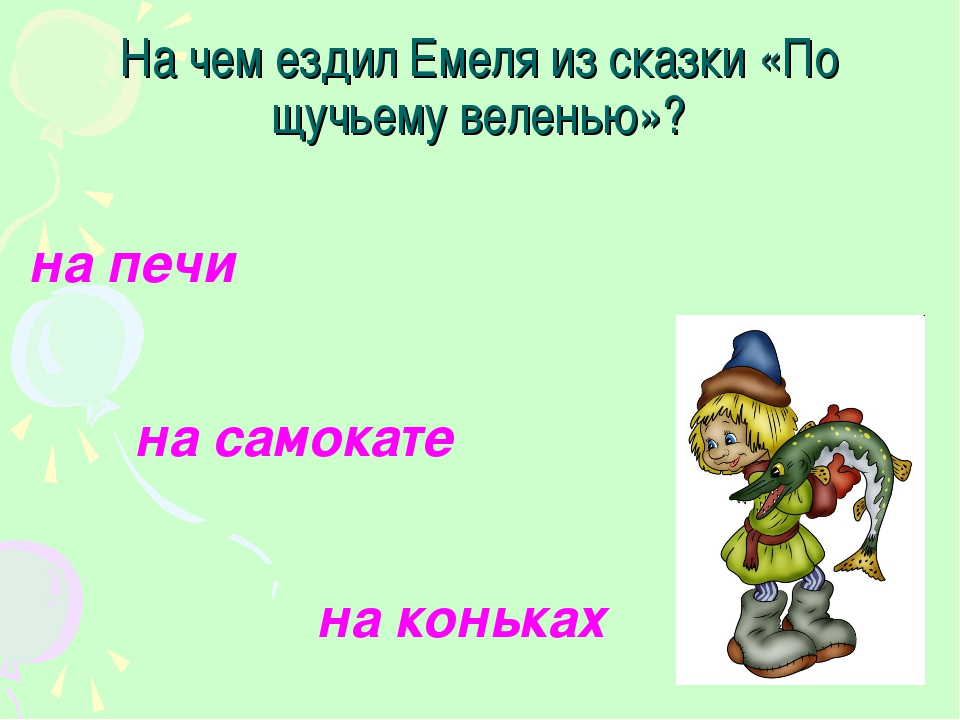 На чем ездил Емеля из сказки «По
щучьему веленью»?
на печи
на самокате
на коньках